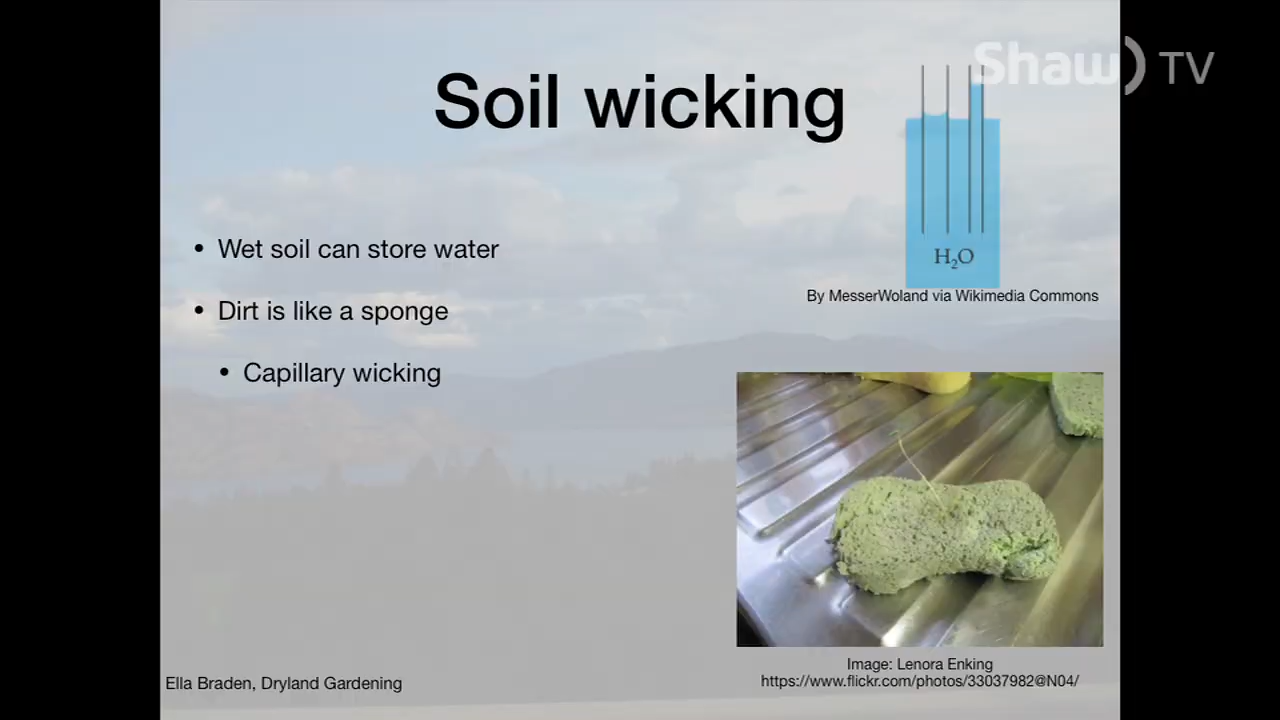 Shaw) TV
Soil wicking
• Wet soil can store water
• Dirt is like a sponge
• Capillary wicking
H₂O
By MesserWoland via Wikimedia Commons
Image: Lenora Enking
https://www.flickr.com/photos/33037982@N04/
Ella Braden, Dryland Gardening